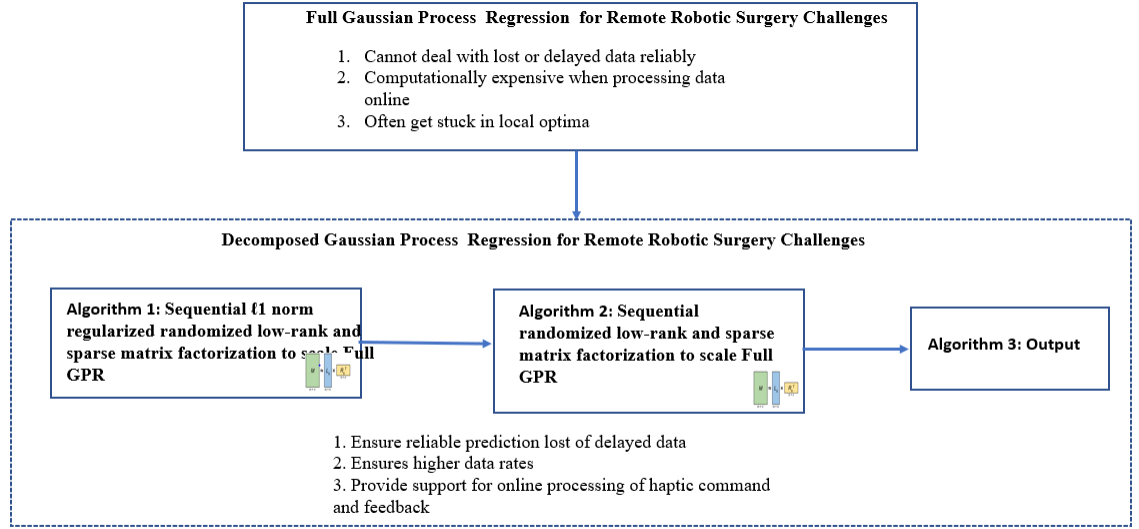 Full Gaussian Process Regression for Remote Robotic Surgery Challenges
1. Cannot deal with lost or delayed data reliably
2. Computationally expensive when processing data
online
3. Often get stuck in local optima
Decomposed Gaussian Process Regression for Remote Robotic Surgery Challenges
Algorithm 1: Sequential ℓ1 norm
regularized randomized low-rank and
sparse matrix factorization to scale Full
GPR
Algorithm 2: Sequential
randomized low-rank and sparse
matrix factorization to scale Full
GPR
Algorithm 3: Output
1. Ensure reliable prediction lost of delayed data
2. Ensures higher data rates
3. Provide support for online processing of haptic command
and feedback